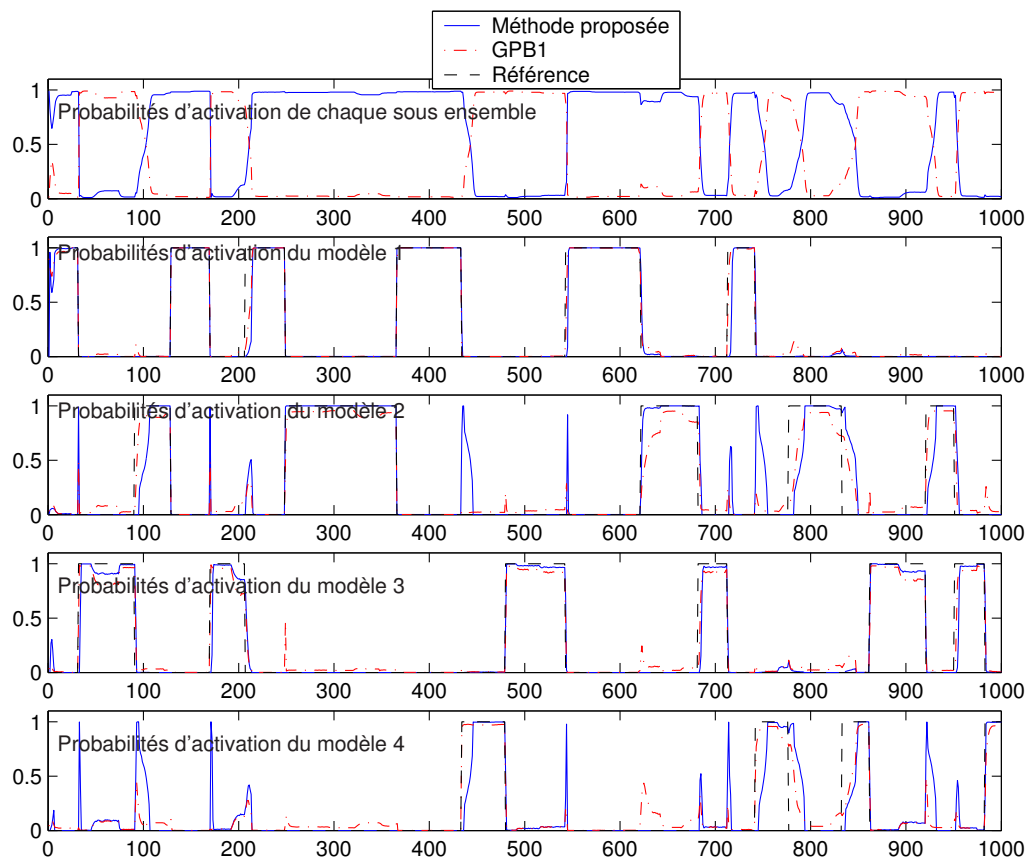 Méthode proposée
GPB1
Référence
1
0.5
0
Probabilités d'activation de chaque sous ensemble
0 100 200 300 400 500 600 700 800 900 1000
1
0.5
0
Probabilités d'activation du modèle 1
0 100 200 300 400 500 600 700 800 900 1000
1
0.5
0
Probabilités d'activation du modèle 2
0 100 200 300 400 500 600 700 800 900 1000
1
0.5
0
Probabilités d'activation du modèle 3
0 100 200 300 400 500 600 700 800 900 1000
1
0.5
0
Probabilités d'activation du modèle 4
0 100 200 300 400 500 600 700 800 900 1000